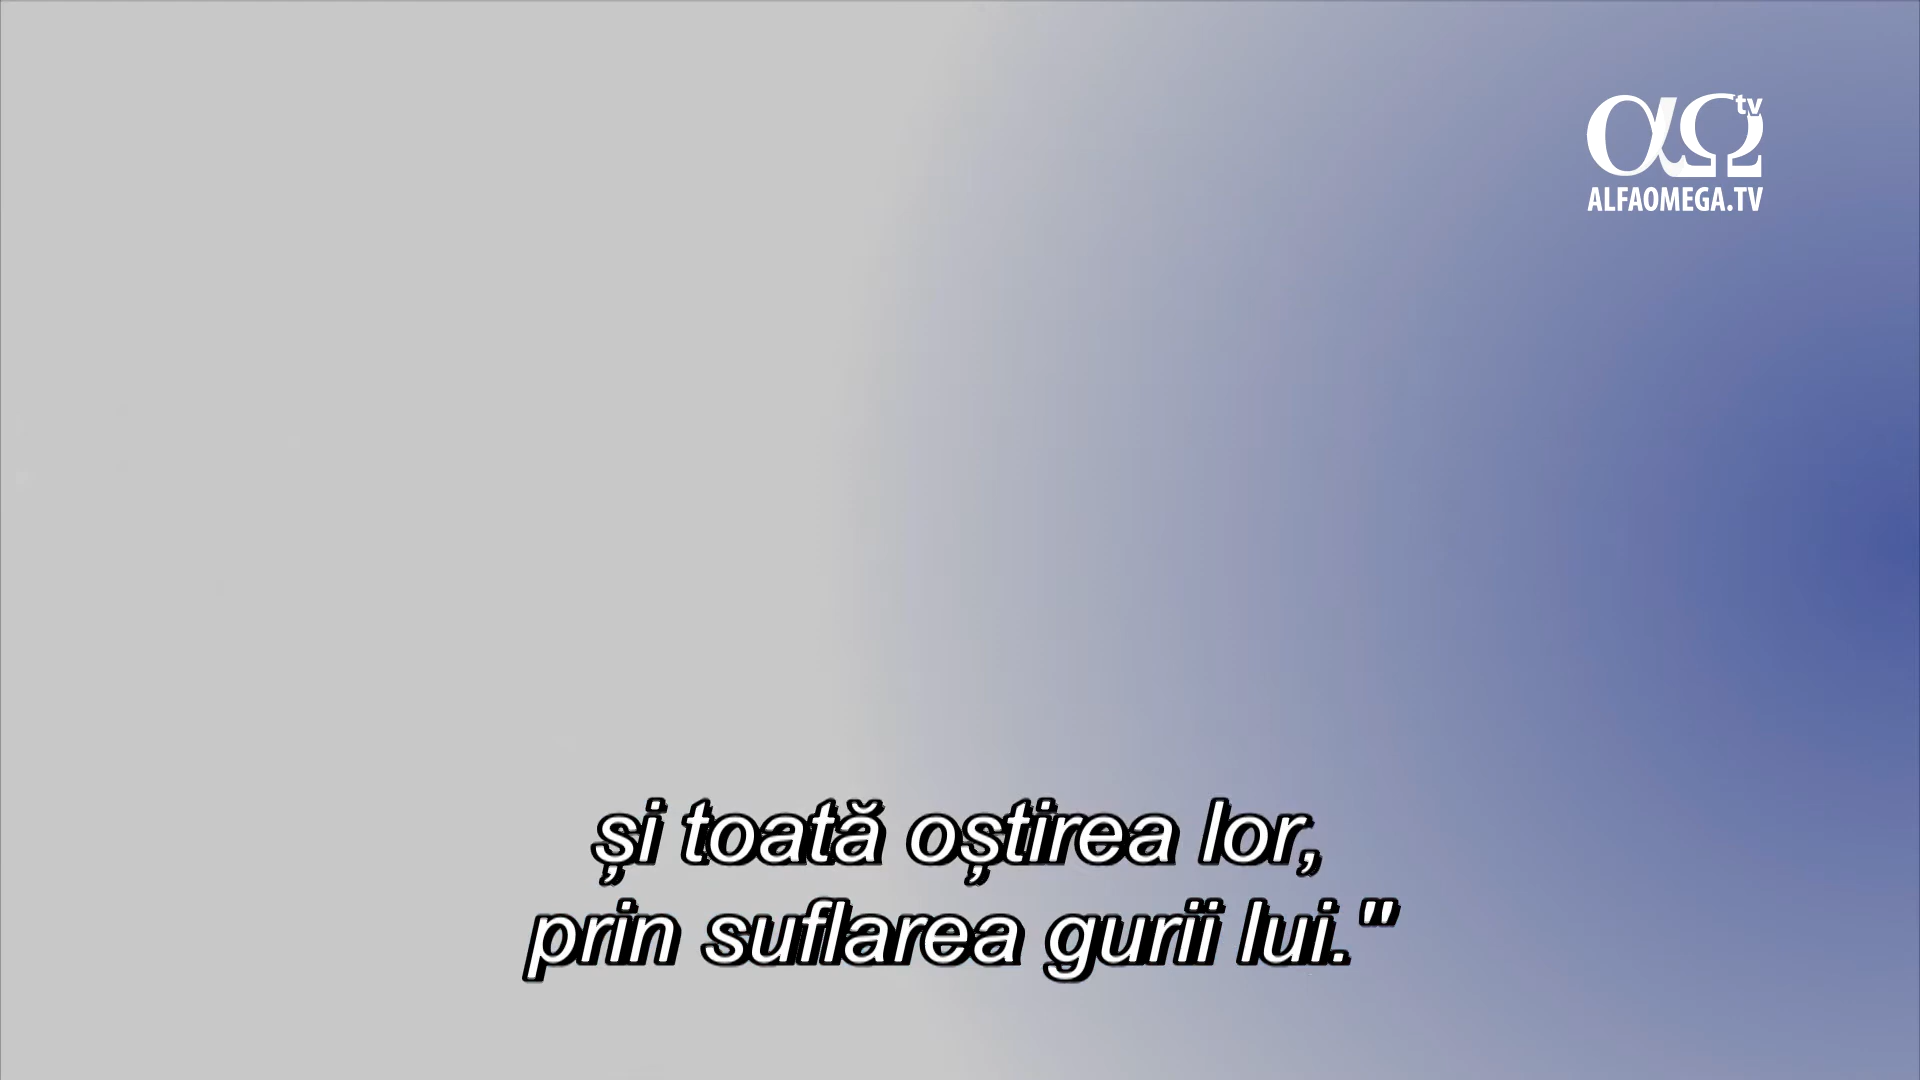 αΩ tv
ALFAOMEGA.TV
și toată oștirea lor,
prin suflarea gurii lui."